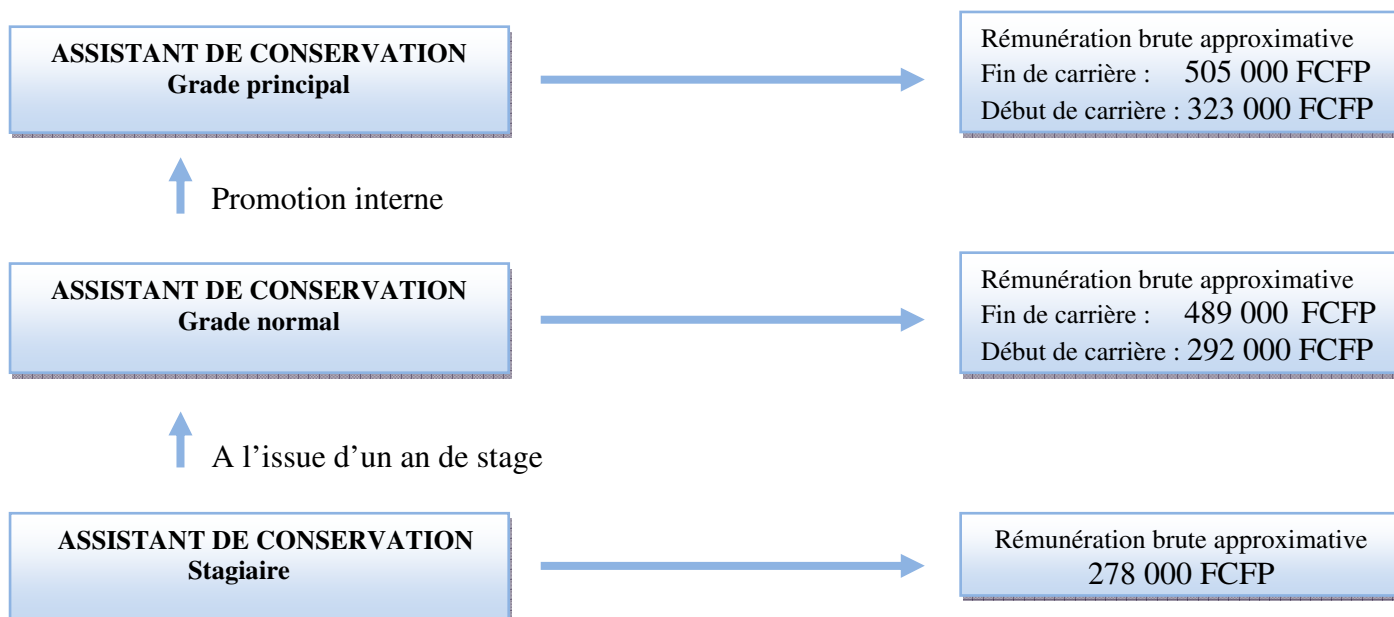 ASSISTANT DE CONSERVATION
Grade principal
Rémunération brute approximative
Fin de carrière : 505 000 FCFP
Début de carrière : 323 000 FCFP
Promotion interne
ASSISTANT DE CONSERVATION
Grade normal
Rémunération brute approximative
Fin de carrière : 489 000 FCFP
Début de carrière : 292 000 FCFP
A l’issue d’un an de stage
ASSISTANT DE CONSERVATION
Stagiaire
Rémunération brute approximative
278 000 FCFP